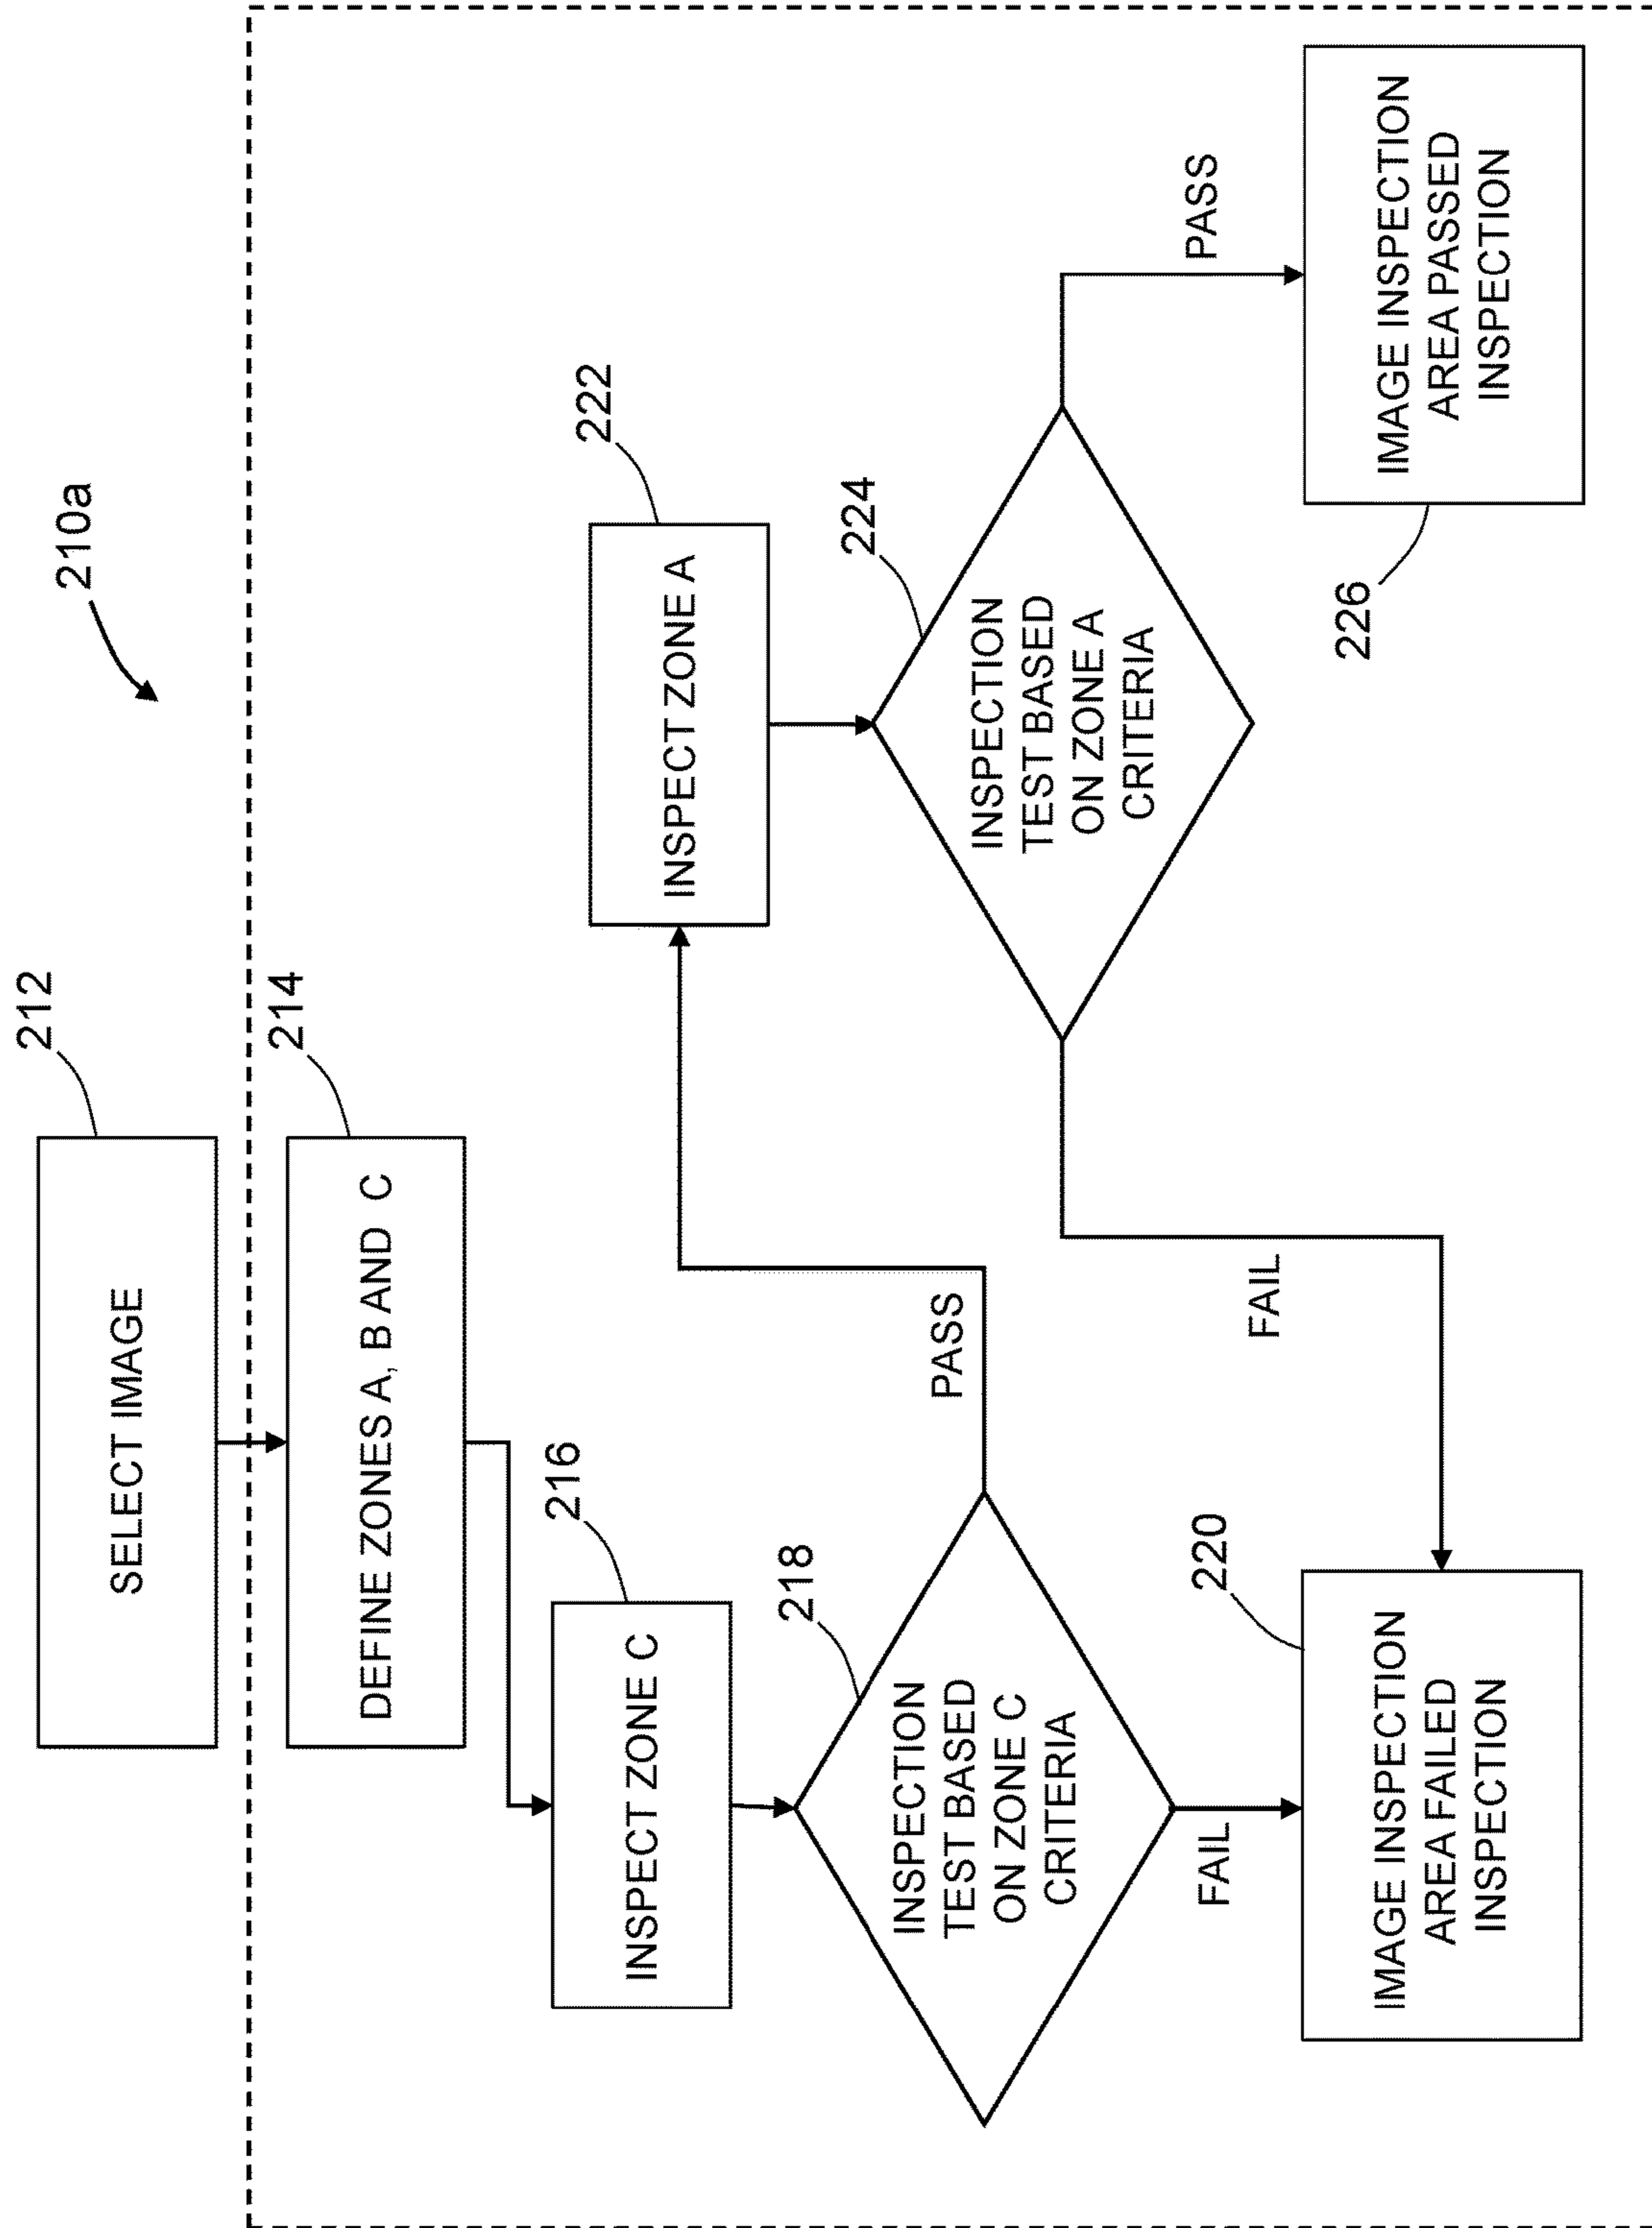 210a
212
SELECT IMAGE
214
DEFINE ZONES A, B AND C
216
INSPECT ZONE C
218
INSPECTION
TEST BASED
ON ZONE C
CRITERIA
PASS
FAIL
220
IMAGE INSPECTION
AREA FAILED
INSPECTION
222
INSPECT ZONE A
224
INSPECTION
TEST BASED
ON ZONE A
CRITERIA
FAIL
PASS
226
IMAGE INSPECTION
AREA PASSED
INSPECTION